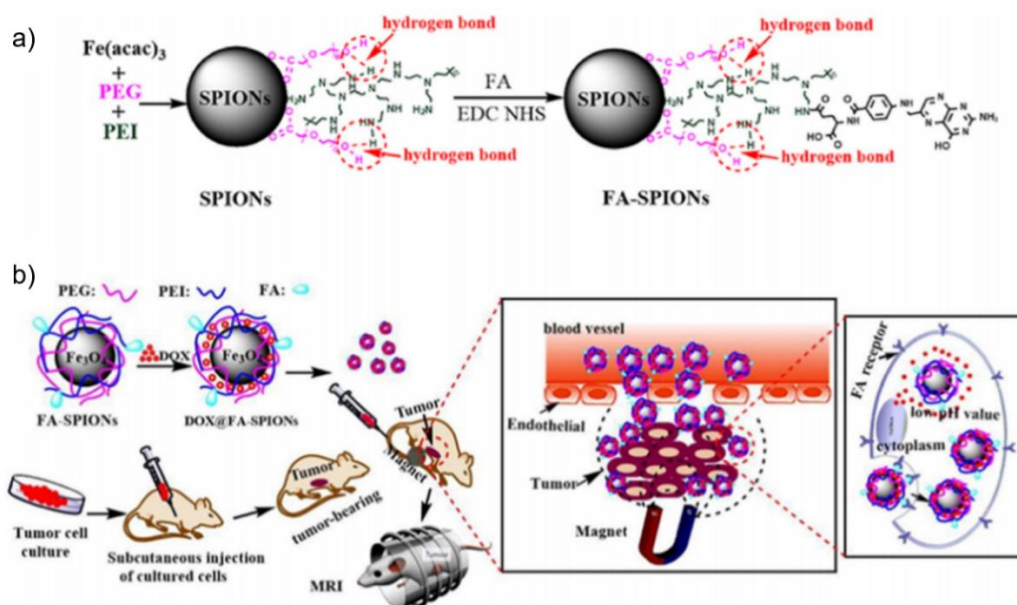 a)
Fe(acac)3
+
PEG
+
PEI
SPIONs
hydrogen bond
hydrogen bond
SPIONs
FA
EDC NHS
SPIONs
hydrogen bond
hydrogen bond
FA-SPIONs
b)
PEG:
PEI:
FA:
Fe3O4
FA-SPIONs
DOX
Fe3O4
DOX@FA-SPIONs
Tumor
Magnet
Tumor cell
culture
Subcutaneous injection
of cultured cells
Tumor
tumor-bearing
MRI
blood vessel
Endothelial
Tumor
Magnet
FA receptor
low pH value
cytoplasm